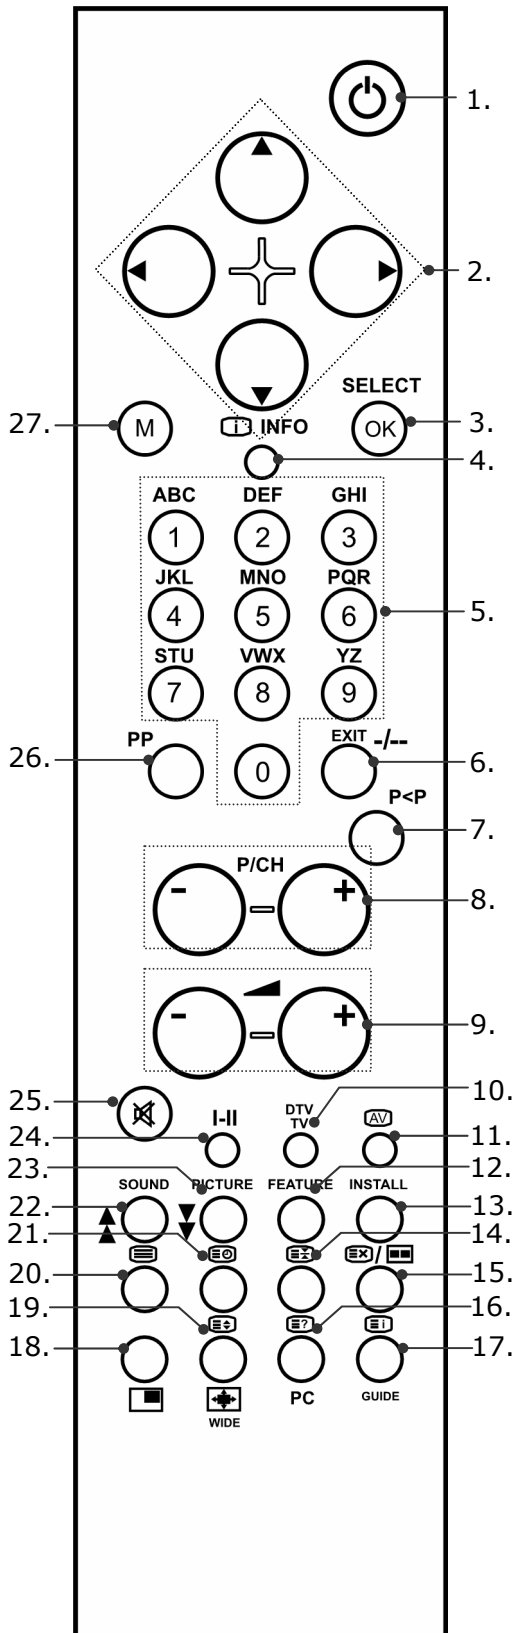 1.
2.
SELECT
27. M i INFO OK 3.
4.
ABC DEF GHI
1 2 3
JKL MNO PQR
4 5 6 5.
STU VWX YZ
7 8 9
PP EXIT -/--
26. 0 6.
P<P
7.
P/CH
- + 8.
- + 9.
25. 10.
I-II DTV AV
TV
24. 11.
23. 12.
SOUND PICTURE FEATURE INSTALL
22. 13.
21. 14.
20. 15.
19. ? i 16.
18. 17.
PC GUIDE
WIDE